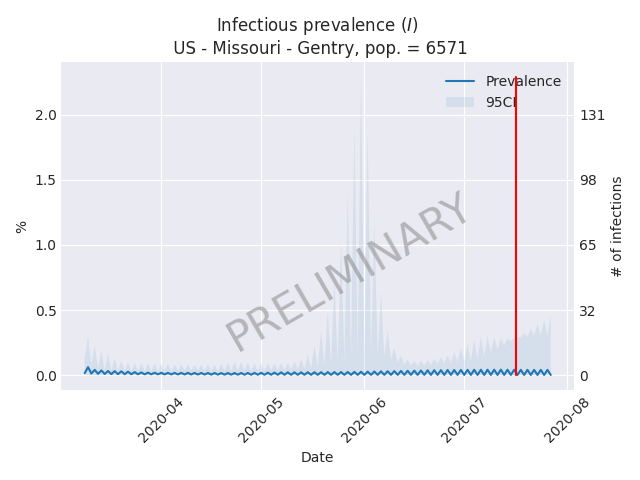 Infectious prevalence (I)
US - Missouri - Gentry, pop. = 6571
Prevalence
95CI
2.0
1.5
1.0
0.5
0.0
%
131
98
65
32
0
# of infections
PRELIMINARY
2020-04
2020-05
2020-06
2020-07
2020-08
Date